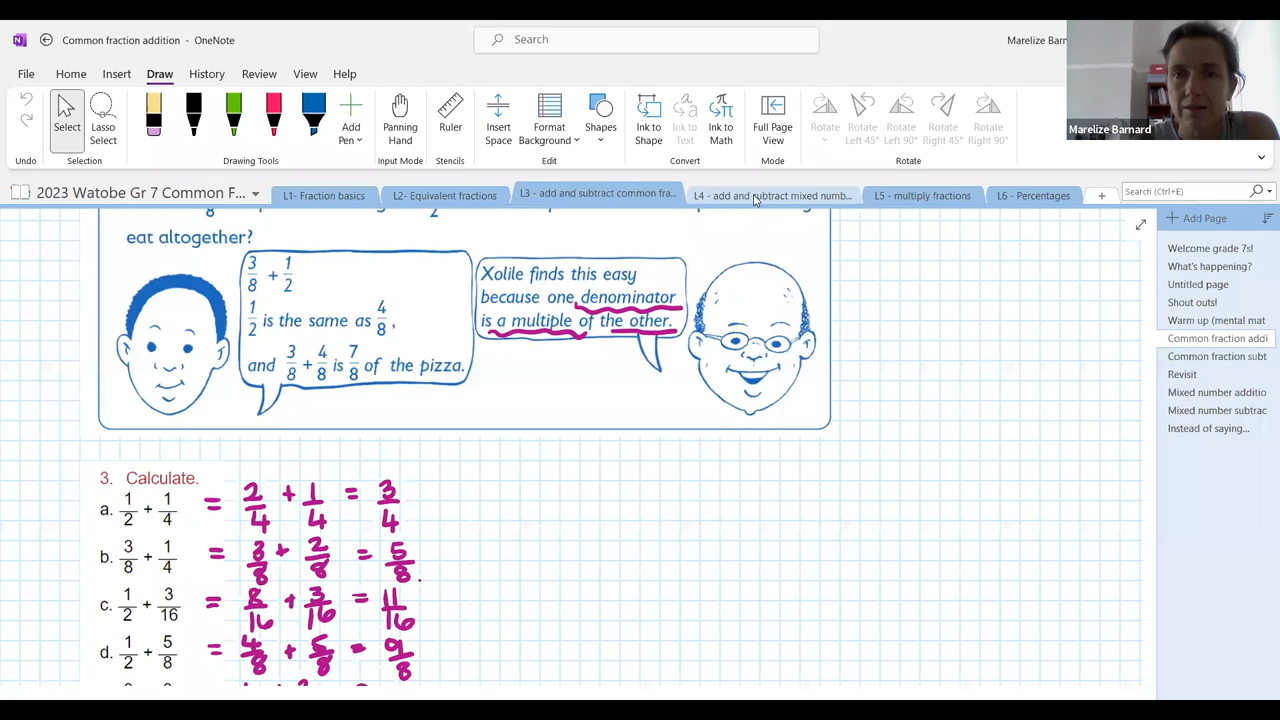 Common fraction addition - OneNote
Search
Marelize Barn
File Home Insert Draw History Review View Help
Marelize Barnard
Select
Lasso Select
Add Pen
Panning Hand
Ruler
Insert Space
Format Background
Shapes
Ink to Shape
Ink to Text
Ink to Math
Full Page View
Rotate
Rotate Left 45°
Rotate Left 90°
Rotate Right 45°
Rotate Right 90°
Undo Selection Drawing Tools Input Mode Stencils Edit Convert Mode Rotate
2023 Watobe Gr 7 Common F...
L1- Fraction basics
L2- Equivalent fractions
L3 - add and subtract common fra...
L4 - add and subtract mixed numb...
L5 - multiply fractions
L6 - Percentages
+
Search (Ctrl+E)
Add Page
Welcome grade 7s!
What's happening?
Untitled page
Shout outs!
Warm up (mental mat
Common fraction addi
Common fraction subt
Revisit
Mixed number additio
Mixed number subtrac
Instead of saying...
8 2
eat altogether?
3/8 + 1/2
1/2 is the same as 4/8,
and 3/8 + 4/8 is 7/8 of the pizza.
Xolile finds this easy
because one denominator
is a multiple of the other.
3. Calculate.
a. 1/2 + 1/4 = 2/4 + 1/4 = 3/4
b. 3/8 + 1/4 = 3/8 + 2/8 = 5/8.
c. 1/2 + 3/16 = 8/16 + 3/16 = 11/16
d. 1/2 + 5/8 = 4/8 + 5/8 = 9/8